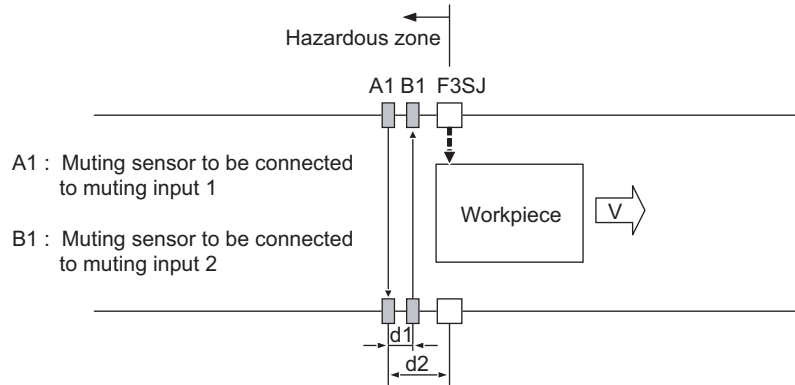 Hazardous zone
A1 B1 F3SJ
A1 : Muting sensor to be connected
to muting input 1
Workpiece
V
B1 : Muting sensor to be connected
to muting input 2
d1
d2